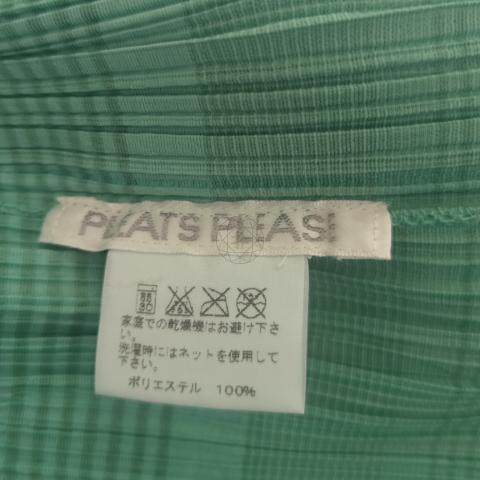 PLEATS PLEASE
弱
30
家庭での乾燥機はお避け下さ
い。
洗濯時にはネットを使用して
下さい。
ポリエステル 100%